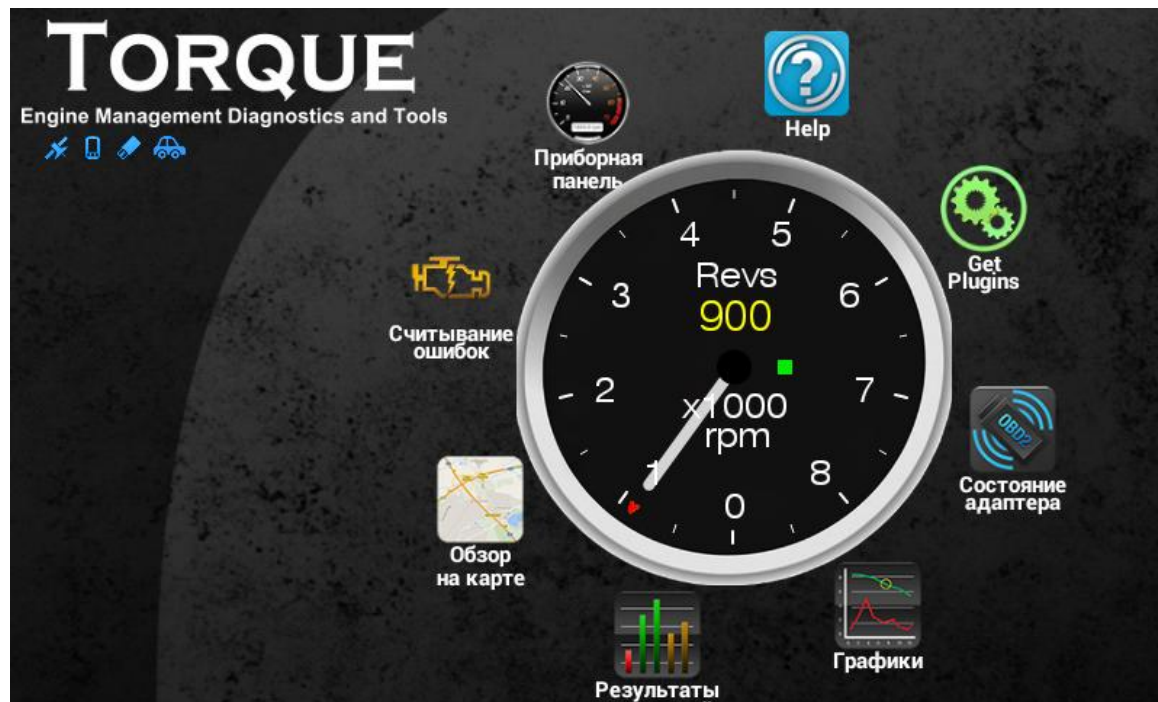 TORQUE
Engine Management Diagnostics and Tools
Приборная
панель
Help
Get
Plugins
Считывание
ошибок
Revs
900
x1000
rpm
0
1
2
3
4
5
6
7
8
OBD2
Состояние
адаптера
Обзор
на карте
Графики
Результаты